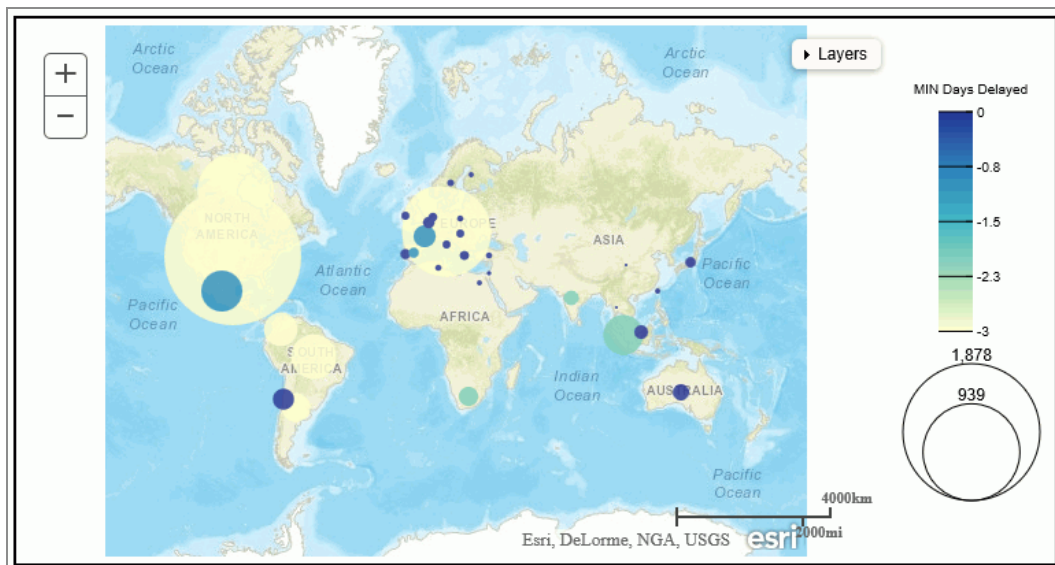 Arctic
Ocean
Arctic
Ocean
Layers
+
−
MIN Days Delayed
0
-0.8
-1.5
-2.3
-3
NORTH
AMERICA
EUROPE
ASIA
Atlantic
Ocean
Pacific
Ocean
Pacific
Ocean
AFRICA
SOUTH
AMERICA
Indian
Ocean
AUSTRALIA
1,878
939
Pacific
Ocean
4000km
2000mi
Esri, DeLorme, NGA, USGS
esri